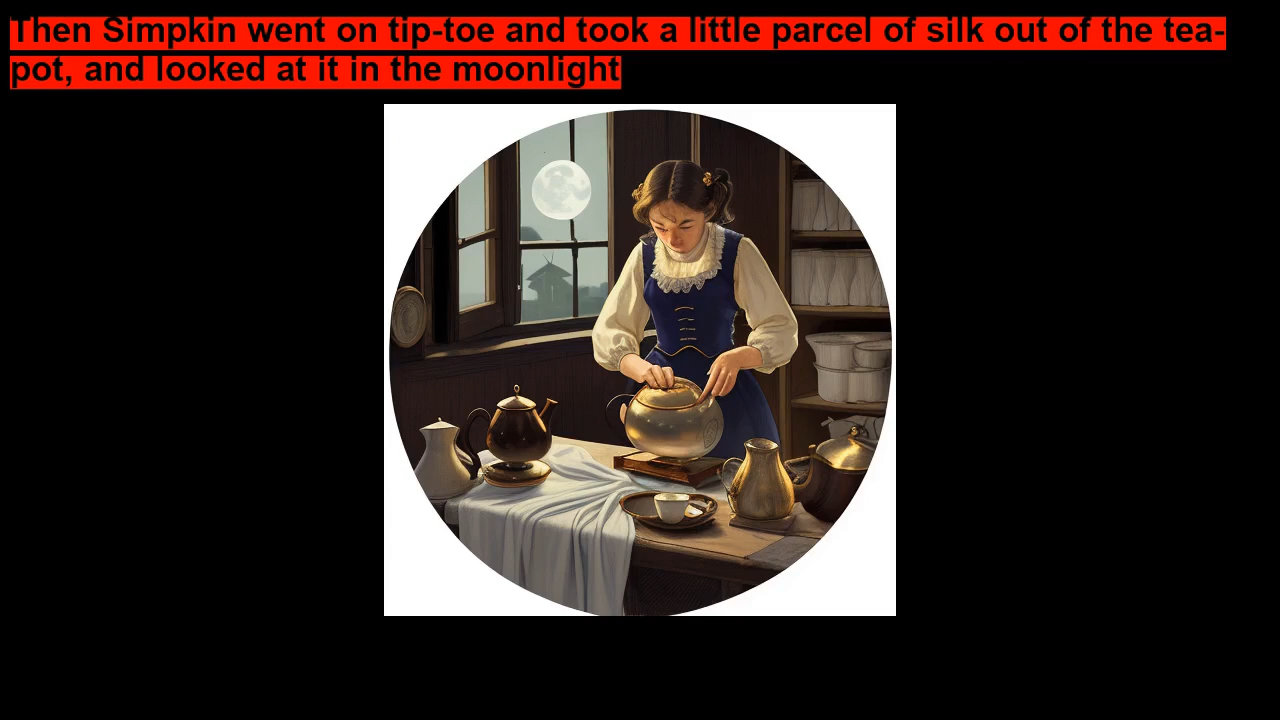 Then Simpkin went on tip-toe and took a little parcel of silk out of the tea-
pot, and looked at it in the moonlight